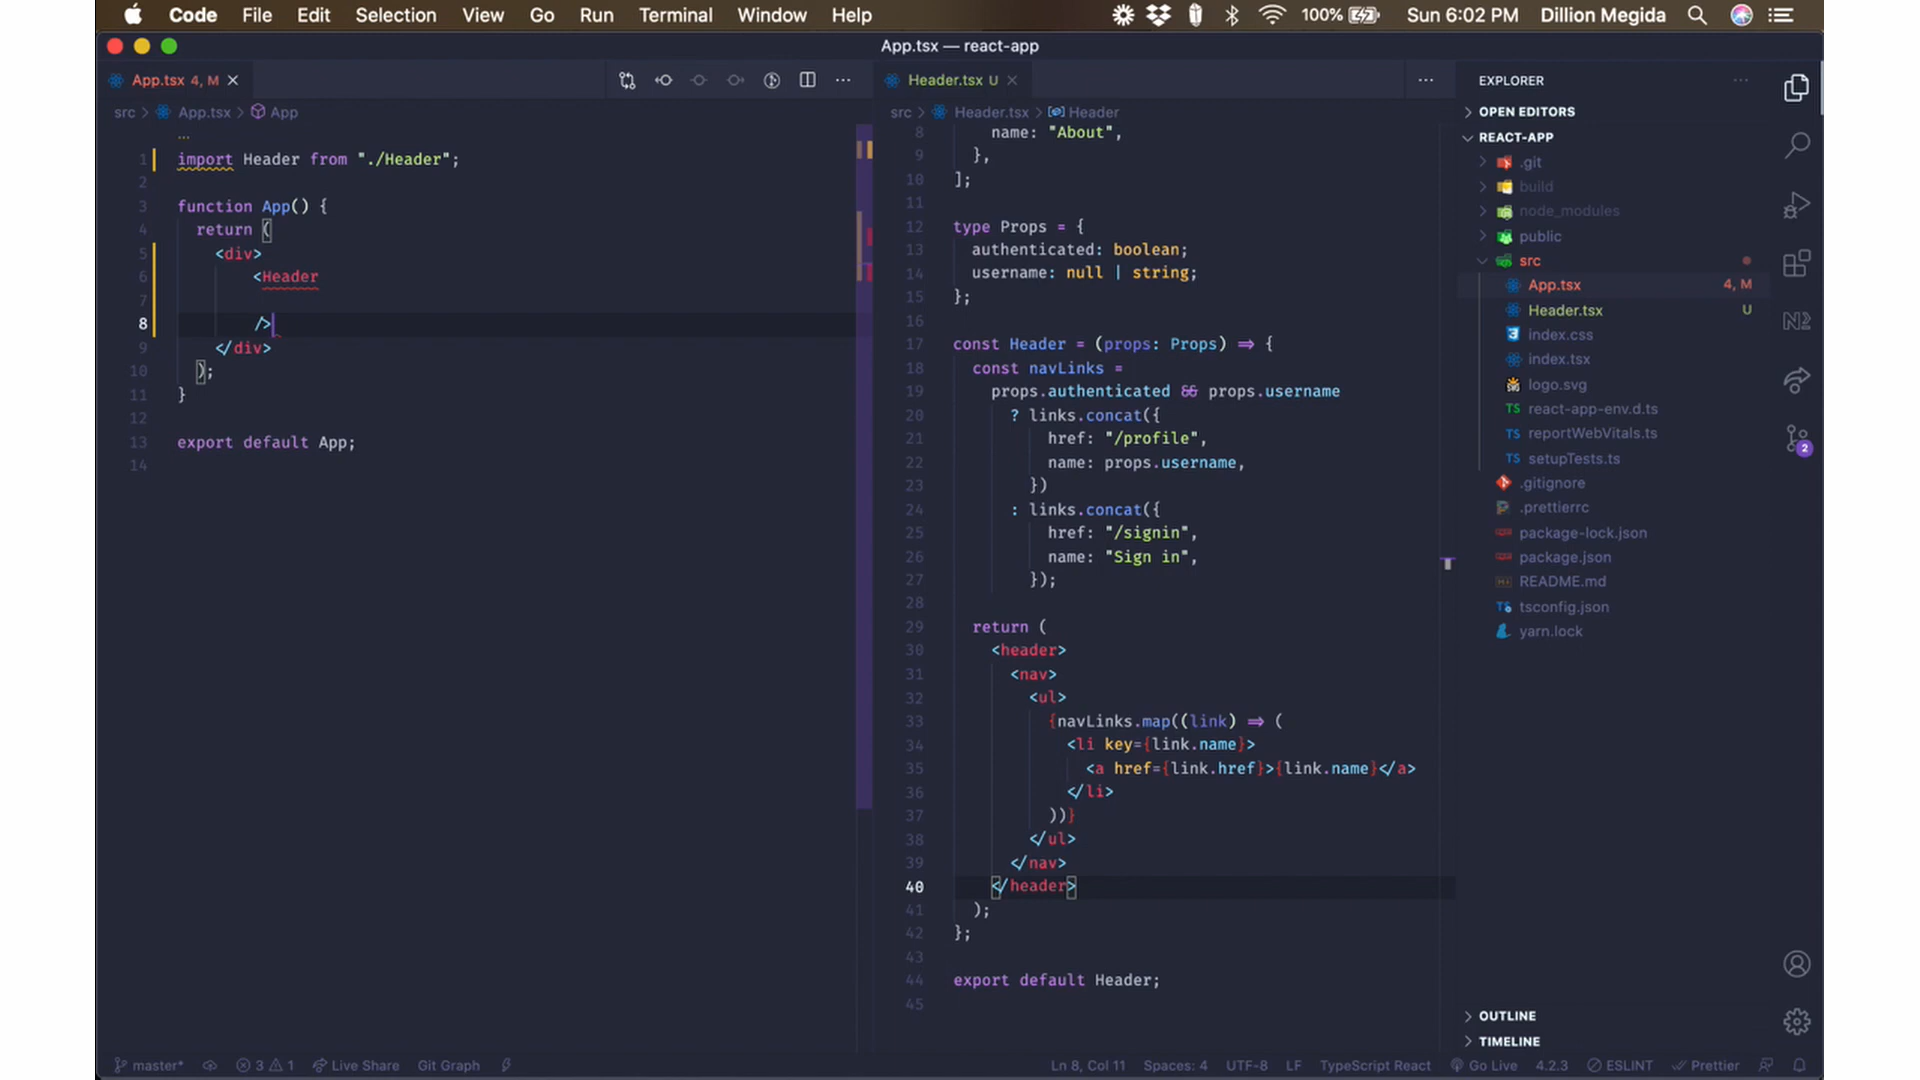 Code File Edit Selection View Go Run Terminal Window Help 100% Sun 6:02 PM Dillion Megida
App.tsx — react-app
App.tsx 4, M
src > App.tsx > App
...
1 import Header from "./Header";
2
3 function App() {
4 return (
5 <div>
6 <Header
7
8 />
9 </div>
10 );
11 }
12
13 export default App;
14
Header.tsx U
...
src > Header.tsx > Header
8 name: "About",
9 },
10 ];
11
12 type Props = {
13 authenticated: boolean;
14 username: null | string;
15 };
16
17 const Header = (props: Props) => {
18 const navLinks =
19 props.authenticated && props.username
20 ? links.concat({
21 href: "/profile",
22 name: props.username,
23 })
24 : links.concat({
25 href: "/signin",
26 name: "Sign in",
27 });
28
29 return (
30 <header>
31 <nav>
32 <ul>
33 {navLinks.map((link) => (
34 <li key={link.name}>
35 <a href={link.href}>{link.name}</a>
36 </li>
37 ))}
38 </ul>
39 </nav>
40 </header>
41 );
42 };
43
44 export default Header;
45
EXPLORER
OPEN EDITORS
REACT-APP
.git
build
node_modules
public
src
App.tsx 4, M
Header.tsx U
index.css
index.tsx
logo.svg
TS react-app-env.d.ts
TS reportWebVitals.ts
TS setupTests.ts
.gitignore
.prettierrc
package-lock.json
package.json
README.md
tsconfig.json
yarn.lock
OUTLINE
TIMELINE
2
master* 3 1 Live Share Git Graph Ln 8, Col 11 Spaces: 4 UTF-8 LF TypeScript React Go Live 4.2.3 ESLINT Prettier